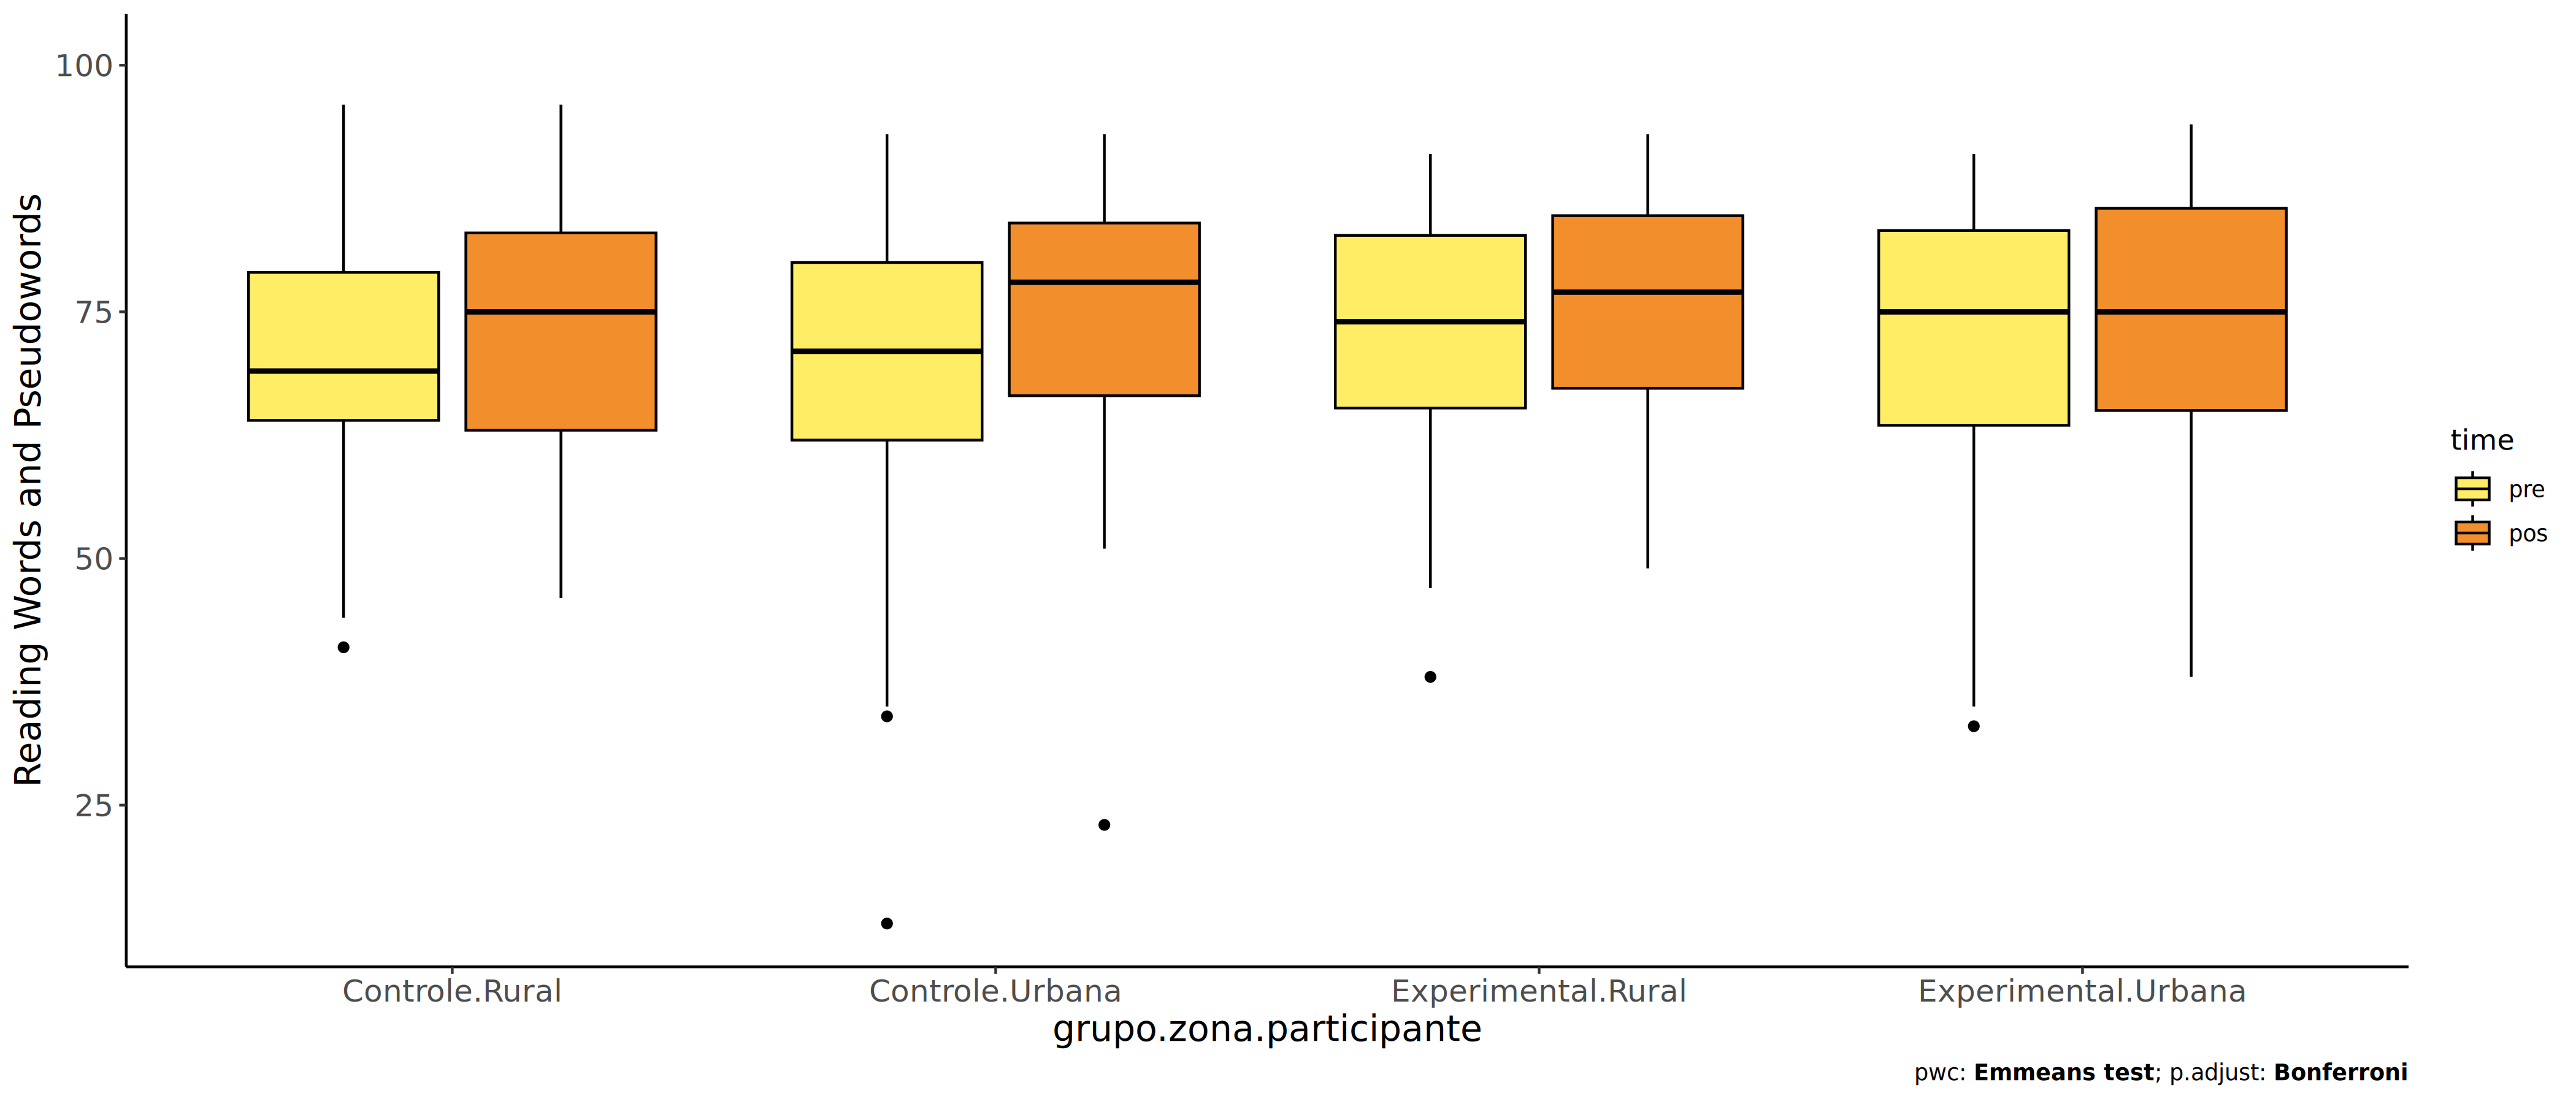 Reading Words and Pseudowords
100
75
50
25
Controle.Rural
Controle.Urbana
Experimental.Rural
Experimental.Urbana
grupo.zona.participante
time
pre
pos
pwc: Emmeans test; p.adjust: Bonferroni